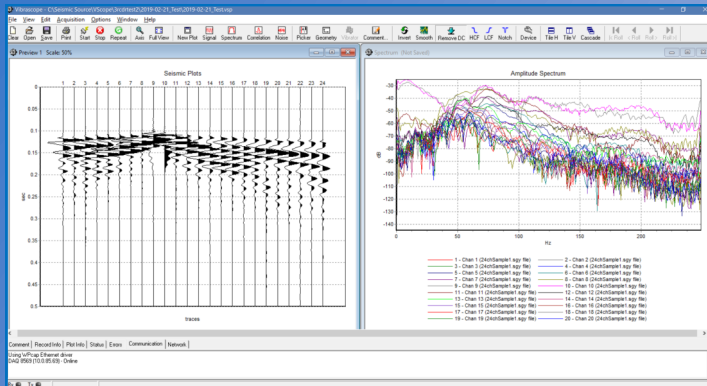 Vibrascope - C:\Seismic Source\VScope\lincoltest2\2019-02-21_Test\2019-02-21_Test.vsp
File View Edit Acquisition Options Window Help
Clear Open Save Print Start Stop Repeat Axis Full View New Plot Signal Spectrum Correlation Noise Picker Geometry Vibrator Comment... Invert Smooth Remove DC HCF LCF Notch Device Tile H Tile V Cascade
Preview 1 Scale: 50%
Spectrum (Not Saved)
Seismic Plots
1 2 3 4 5 6 7 8 9 10 11 12 13 14 15 16 17 18 19 20 21 22 23 24
0
0.05
0.1
0.15
0.2
0.25
0.3
0.35
0.4
0.45
0.5
sec
traces
Amplitude Spectrum
-30
-40
-50
-60
-70
-80
-90
-100
-110
-120
-130
-140
dB
0 50 100 150 200
Hz
1 - Chan 1 (24chSample1.sgy file) 2 - Chan 2 (24chSample1.sgy file)
3 - Chan 3 (24chSample1.sgy file) 4 - Chan 4 (24chSample1.sgy file)
5 - Chan 5 (24chSample1.sgy file) 6 - Chan 6 (24chSample1.sgy file)
7 - Chan 7 (24chSample1.sgy file) 8 - Chan 8 (24chSample1.sgy file)
9 - Chan 9 (24chSample1.sgy file) 10 - Chan 10 (24chSample1.sgy file)
11 - Chan 11 (24chSample1.sgy file) 12 - Chan 12 (24chSample1.sgy file)
13 - Chan 13 (24chSample1.sgy file) 14 - Chan 14 (24chSample1.sgy file)
15 - Chan 15 (24chSample1.sgy file) 16 - Chan 16 (24chSample1.sgy file)
17 - Chan 17 (24chSample1.sgy file) 18 - Chan 18 (24chSample1.sgy file)
19 - Chan 19 (24chSample1.sgy file) 20 - Chan 20 (24chSample1.sgy file)
Comment Record Info Plot Info Status Errors Communication Network
Using WPcap Ethernet driver
DAQ 8569 (10.0.85.69) - Online
Rx Tx